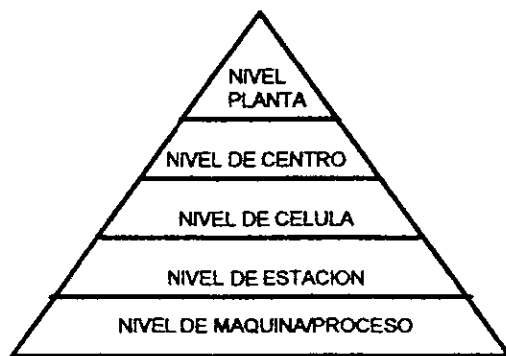 NIVEL
PLANTA
NIVEL DE CENTRO
NIVEL DE CELULA
NIVEL DE ESTACION
NIVEL DE MAQUINA/PROCESO